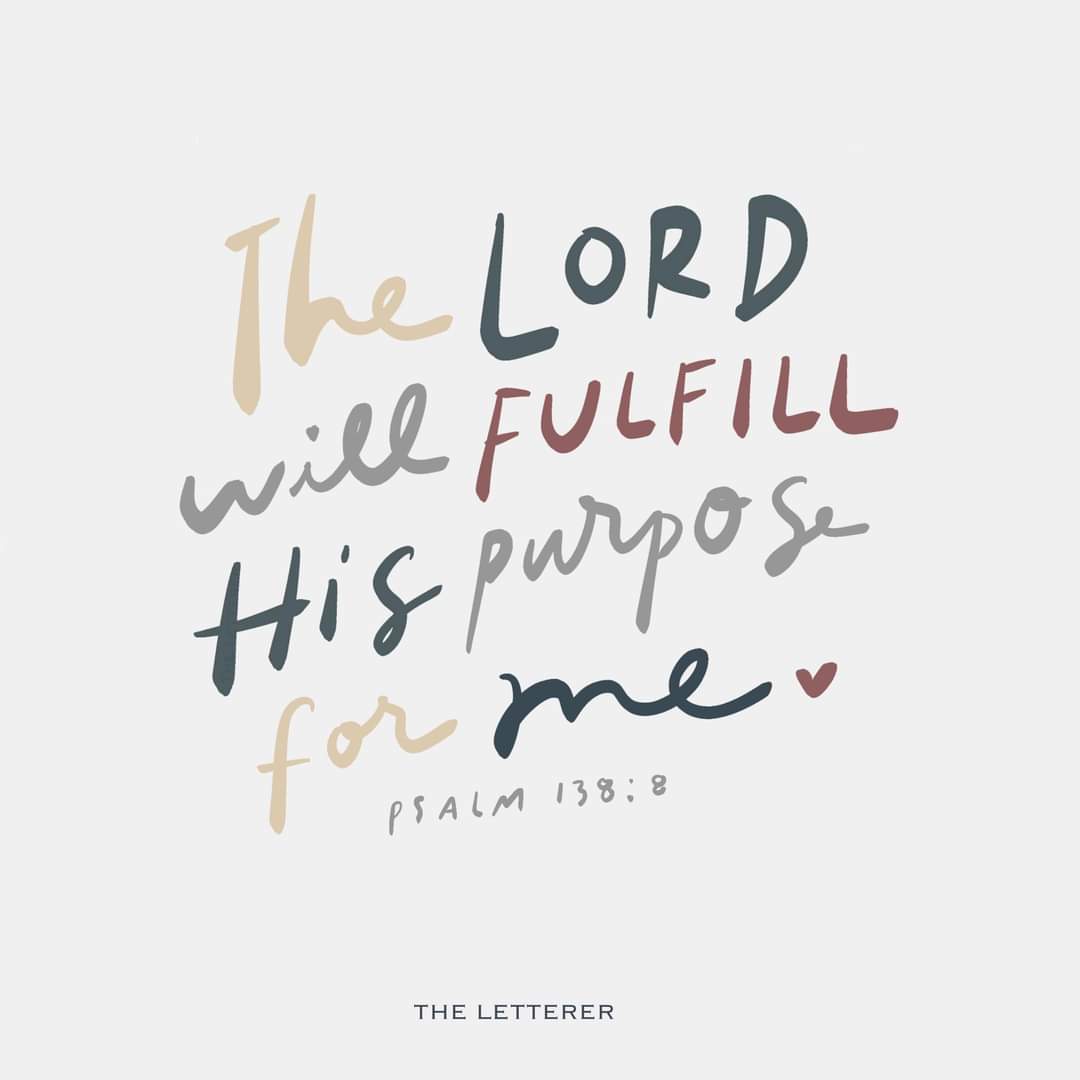 The LORD
will FULFILL
His purpose
for me
PSALM 138:8
THE LETTERER